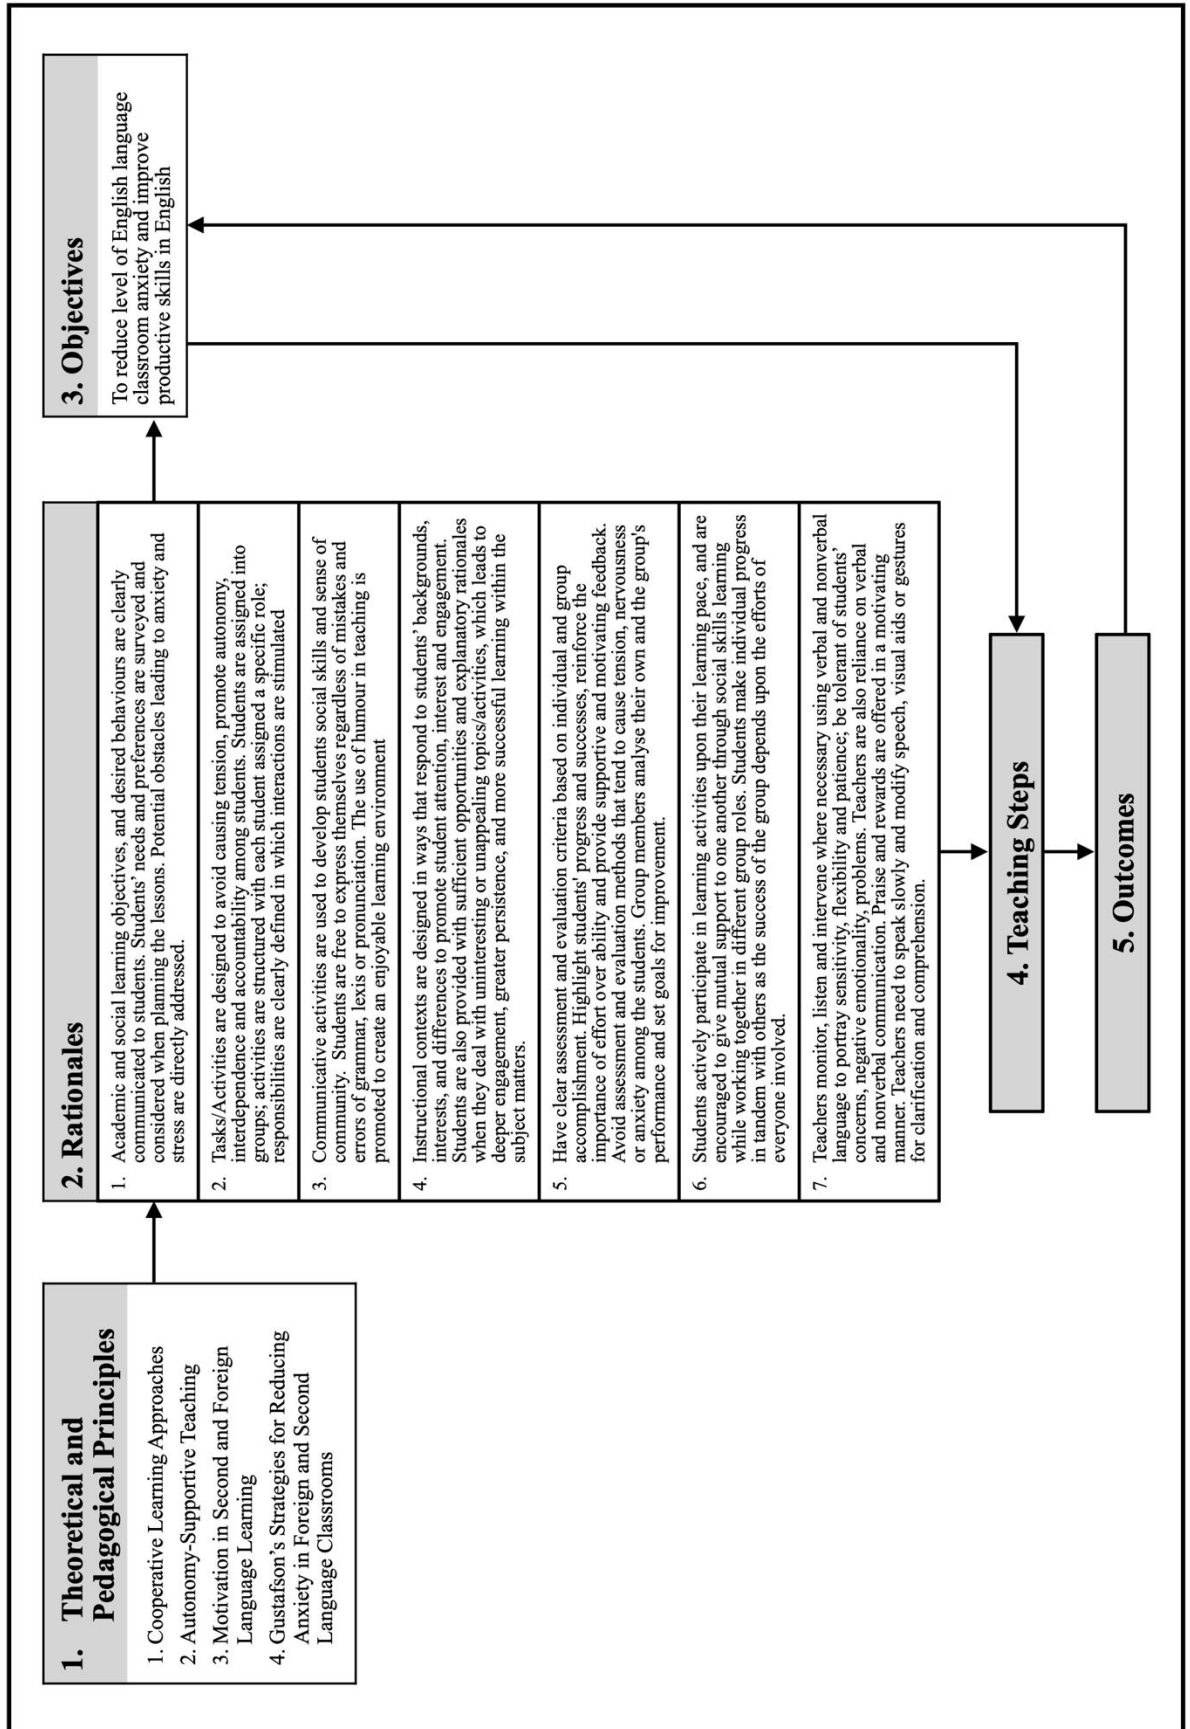 1. Theoretical and
Pedagogical Principles
1. Cooperative Learning Approaches
2. Autonomy-Supportive Teaching
3. Motivation in Second and Foreign
Language Learning
4. Gustafson's Strategies for Reducing
Anxiety in Foreign and Second
Language Classrooms
2. Rationales
1. Academic and social learning objectives, and desired behaviours are clearly
communicated to students. Students' needs and preferences are surveyed and
considered when planning the lessons. Potential obstacles leading to anxiety and
stress are directly addressed.
2. Tasks/Activities are designed to avoid causing tension, promote autonomy,
interdependence and accountability among students. Students are assigned into
groups; activities are structured with each student assigned a specific role;
responsibilities are clearly defined in which interactions are stimulated
3. Communicative activities are used to develop students social skills and sense of
community. Students are free to express themselves regardless of mistakes and
errors of grammar, lexis or pronunciation. The use of humour in teaching is
promoted to create an enjoyable learning environment
4. Instructional contexts are designed in ways that respond to students' backgrounds,
interests, and differences to promote student attention, interest and engagement.
Students are also provided with sufficient opportunities and explanatory rationales
when they deal with uninteresting or unappealing topics/activities, which leads to
deeper engagement, greater persistence, and more successful learning within the
subject matters.
5. Have clear assessment and evaluation criteria based on individual and group
accomplishment. Highlight students' progress and successes, reinforce the
importance of effort over ability and provide supportive and motivating feedback.
Avoid assessment and evaluation methods that tend to cause tension, nervousness
or anxiety among the students. Group members analyse their own and the group's
performance and set goals for improvement.
6. Students actively participate in learning activities upon their learning pace, and are
encouraged to give mutual support to one another through social skills learning
while working together in different group roles. Students make individual progress
in tandem with others as the success of the group depends upon the efforts of
everyone involved.
7. Teachers monitor, listen and intervene where necessary using verbal and nonverbal
language to portray sensitivity, flexibility and patience; be tolerant of students'
concerns, negative emotionality, problems. Teachers are also reliance on verbal
and nonverbal communication. Praise and rewards are offered in a motivating
manner. Teachers need to speak slowly and modify speech, visual aids or gestures
for clarification and comprehension.
3. Objectives
To reduce level of English language
classroom anxiety and improve
productive skills in English
4. Teaching Steps
5. Outcomes